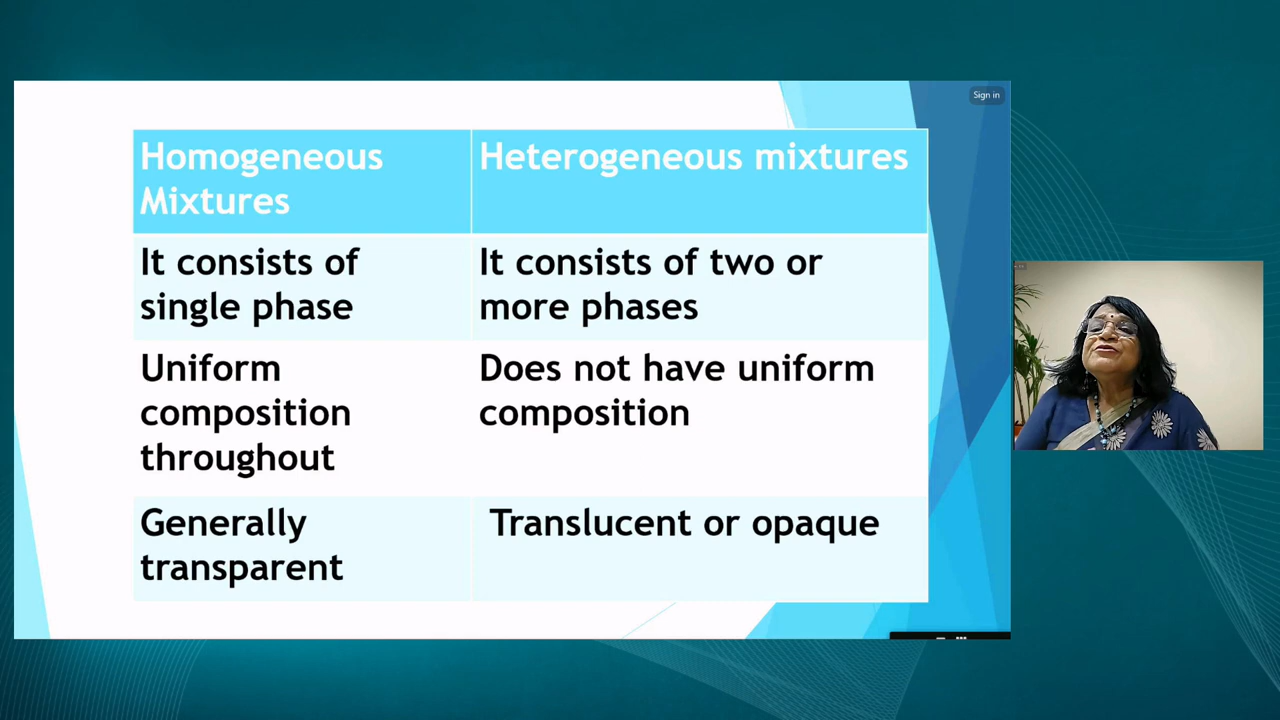 Sign in
Homogeneous
Mixtures
Heterogeneous mixtures
It consists of
single phase
It consists of two or
more phases
Uniform
composition
throughout
Does not have uniform
composition
Generally
transparent
Translucent or opaque